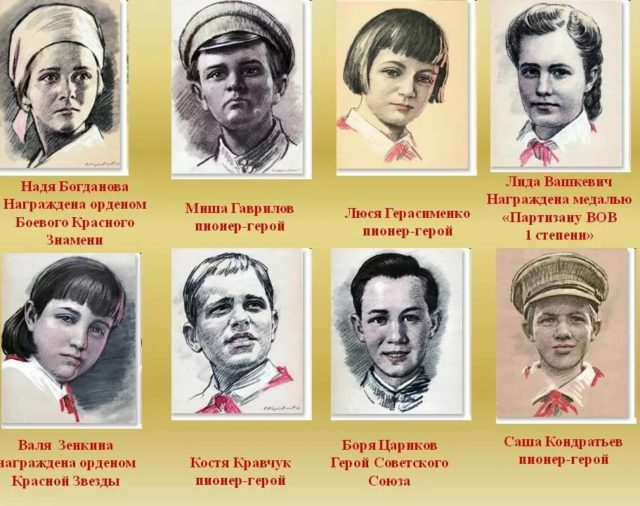 Надя Богданова
Награждена орденом
Боевого Красного
Знамени
Миша Гаврилов
пионер-герой
Люся Герасименко
пионер-герой
Лида Вашкевич
Награждена медалью
«Партизану ВОВ
1 степени»
Валя Зенкина
награждена орденом
Красной Звезды
Костя Кравчук
пионер-герой
Боря Цариков
Герой Советского
Союза
Саша Кондратьев
пионер-герой